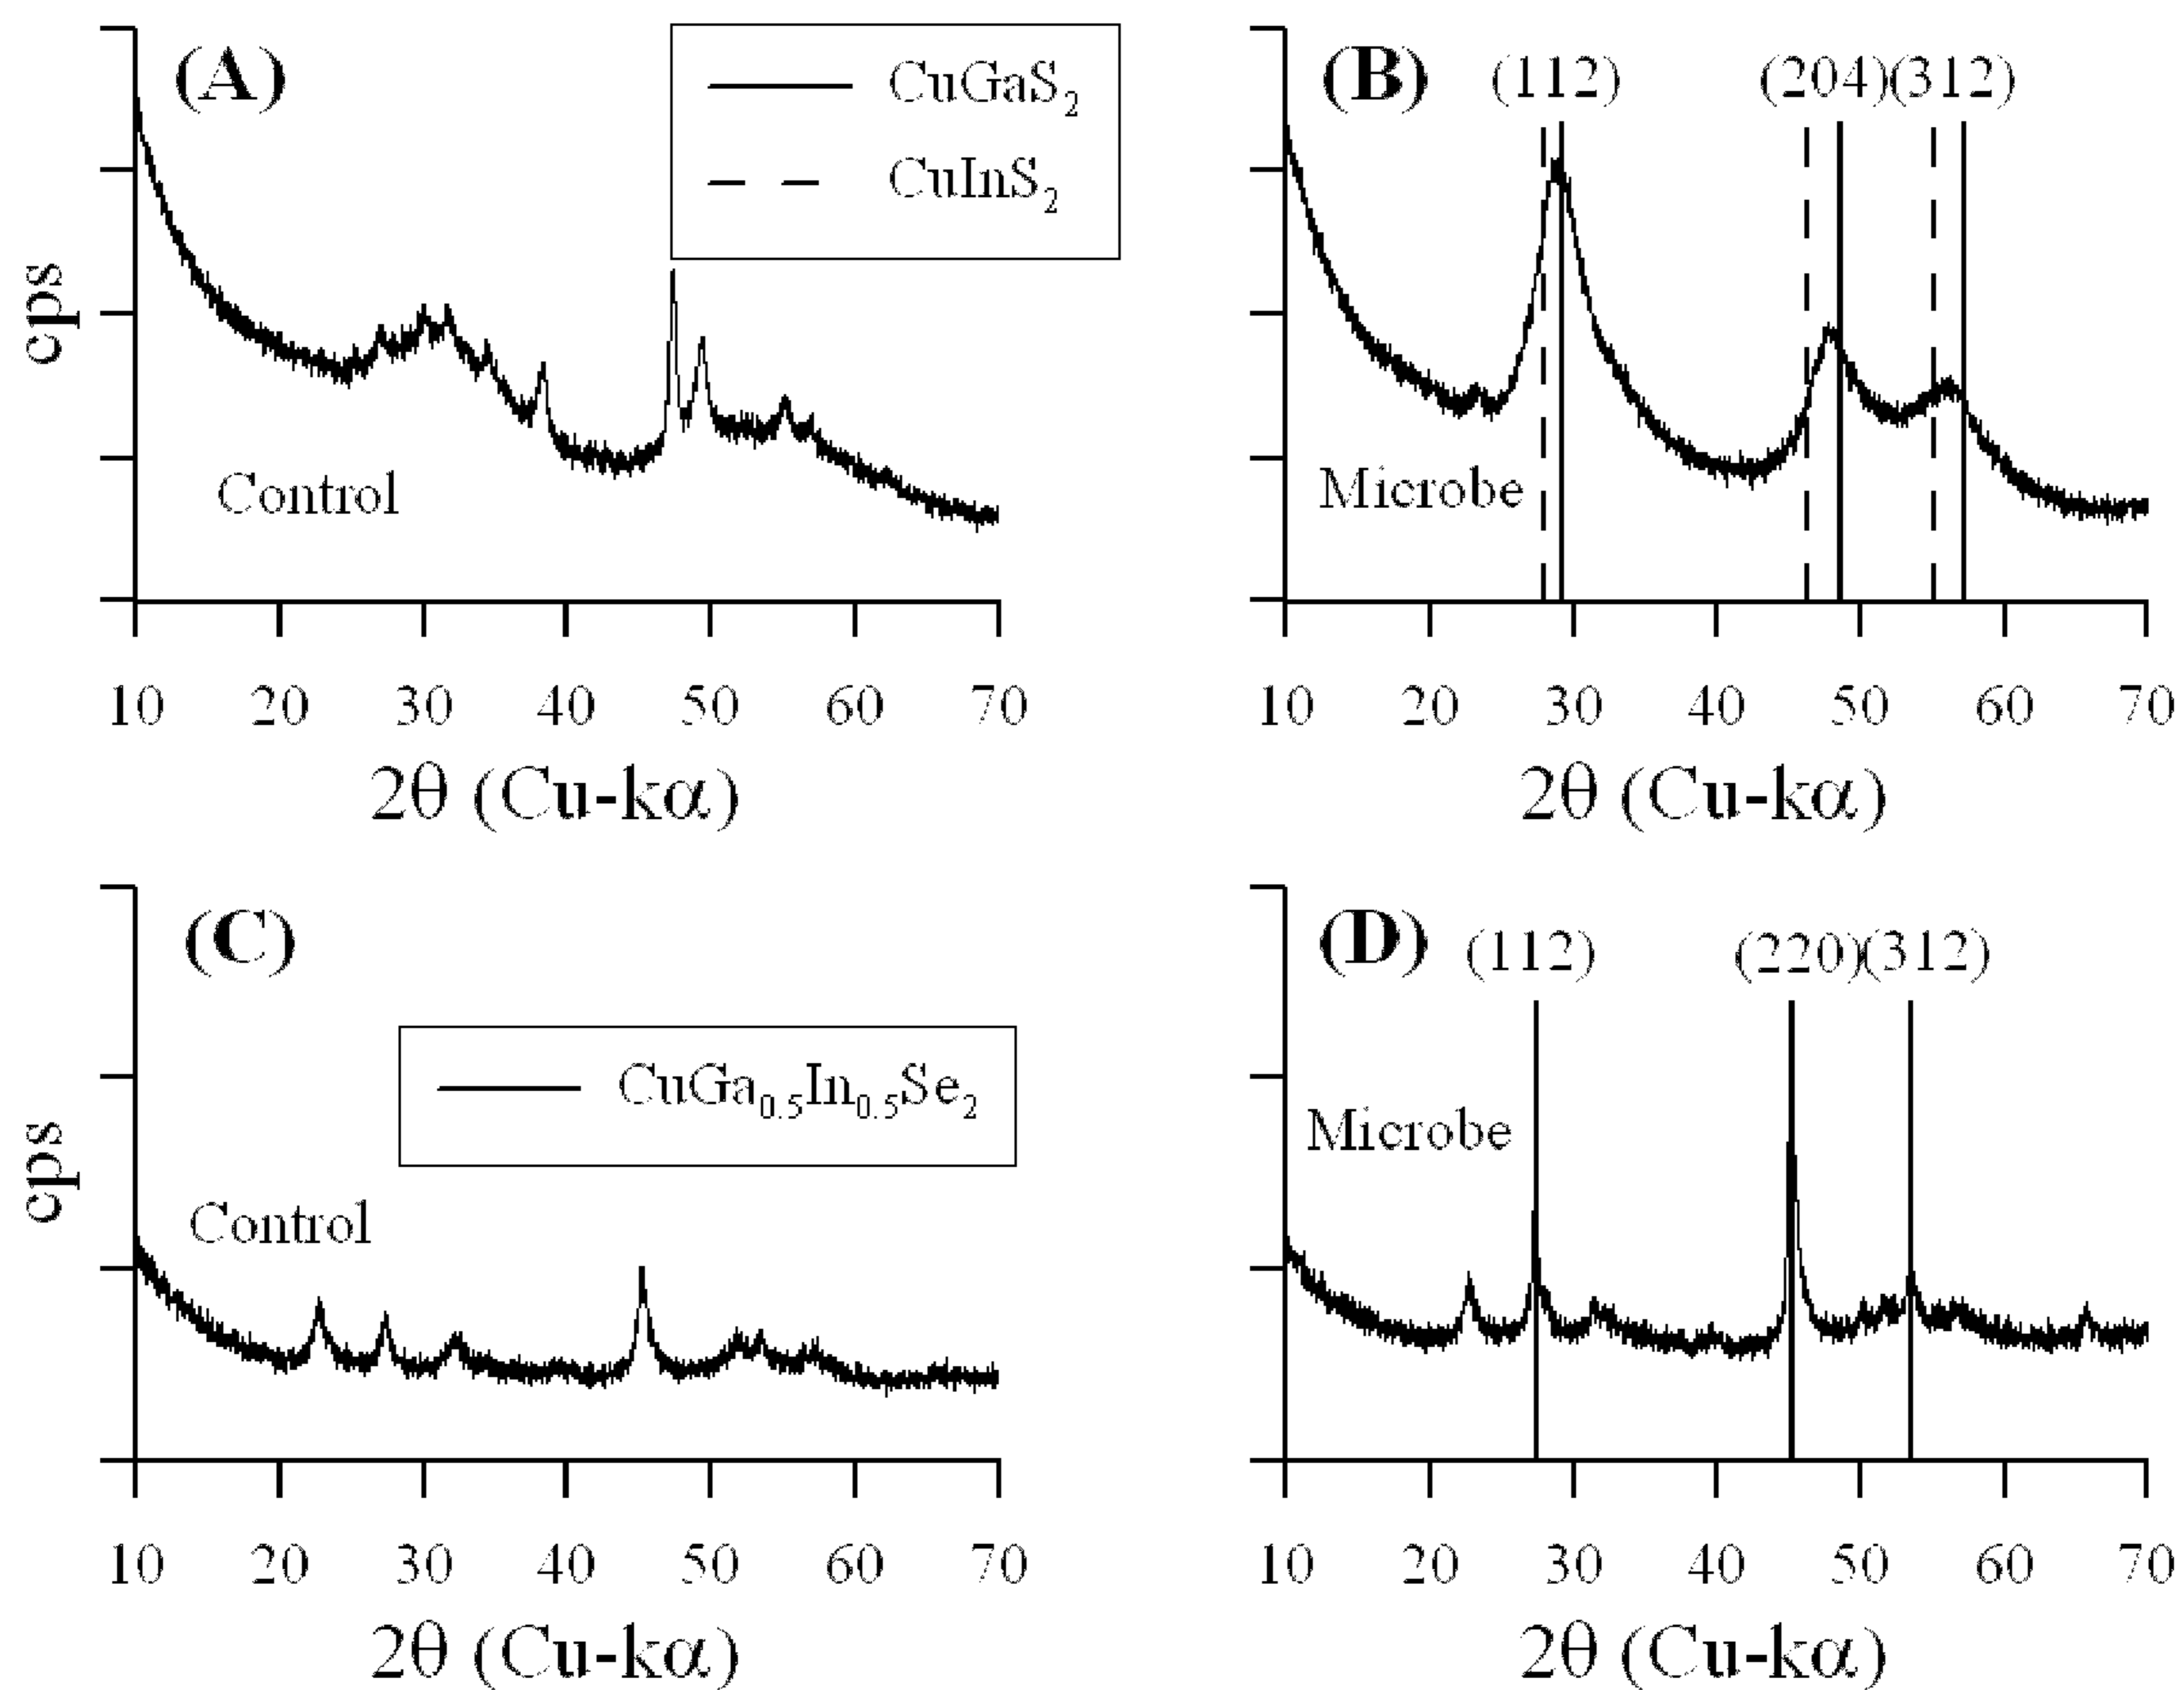 (A)
CuGaS2
CuInS2
cps
Control
10 20 30 40 50 60 70
2θ (Cu-kα)
(B) (112) (204)(312)
Microbe
10 20 30 40 50 60 70
2θ (Cu-kα)
(C)
CuGa0.5In0.5Se2
cps
Control
10 20 30 40 50 60 70
2θ (Cu-kα)
(D) (112) (220)(312)
Microbe
10 20 30 40 50 60 70
2θ (Cu-kα)